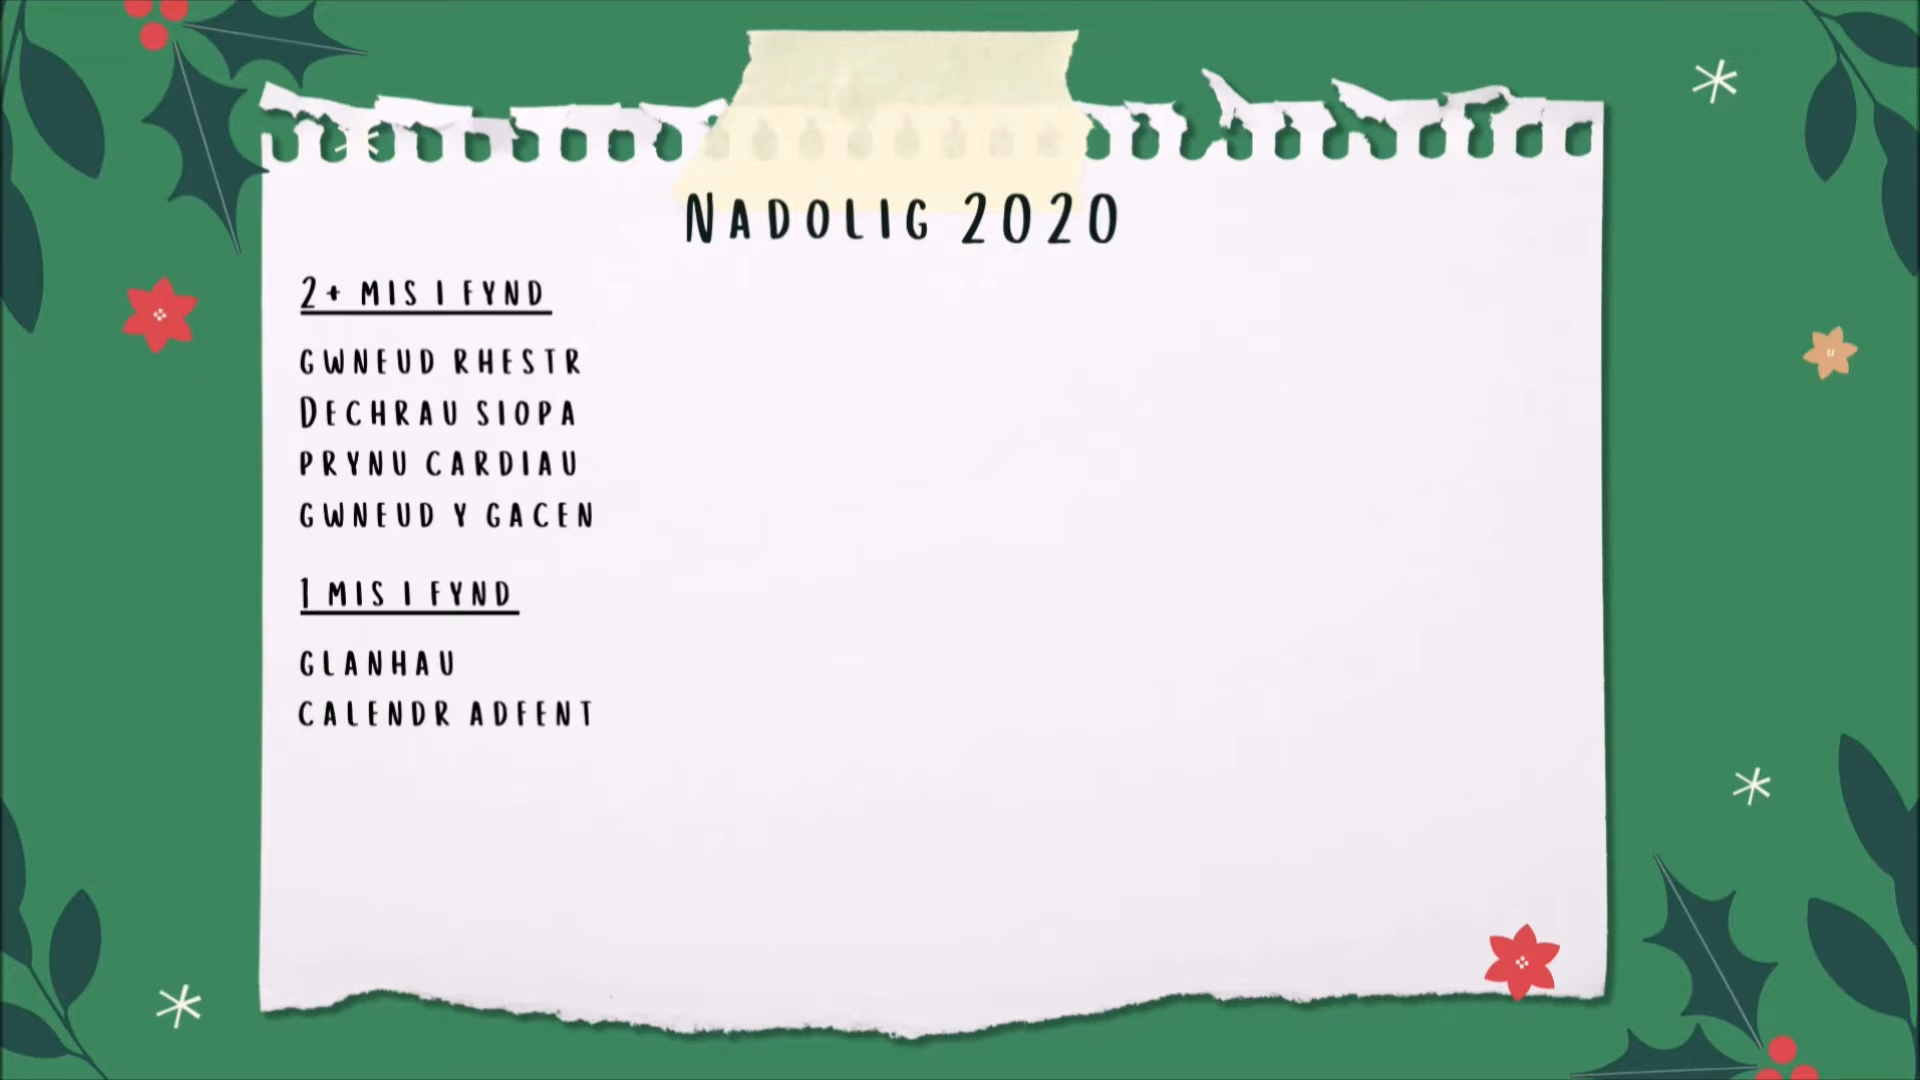 Nadolig 2020
2+ MIS I FYND
GWNEUD RHESTR
DECHRAU SIOPA
PRYNU CARDIAU
GWNEUD Y GACEN
1 MIS I FYND
GLANHAU
CALENDR ADFENT